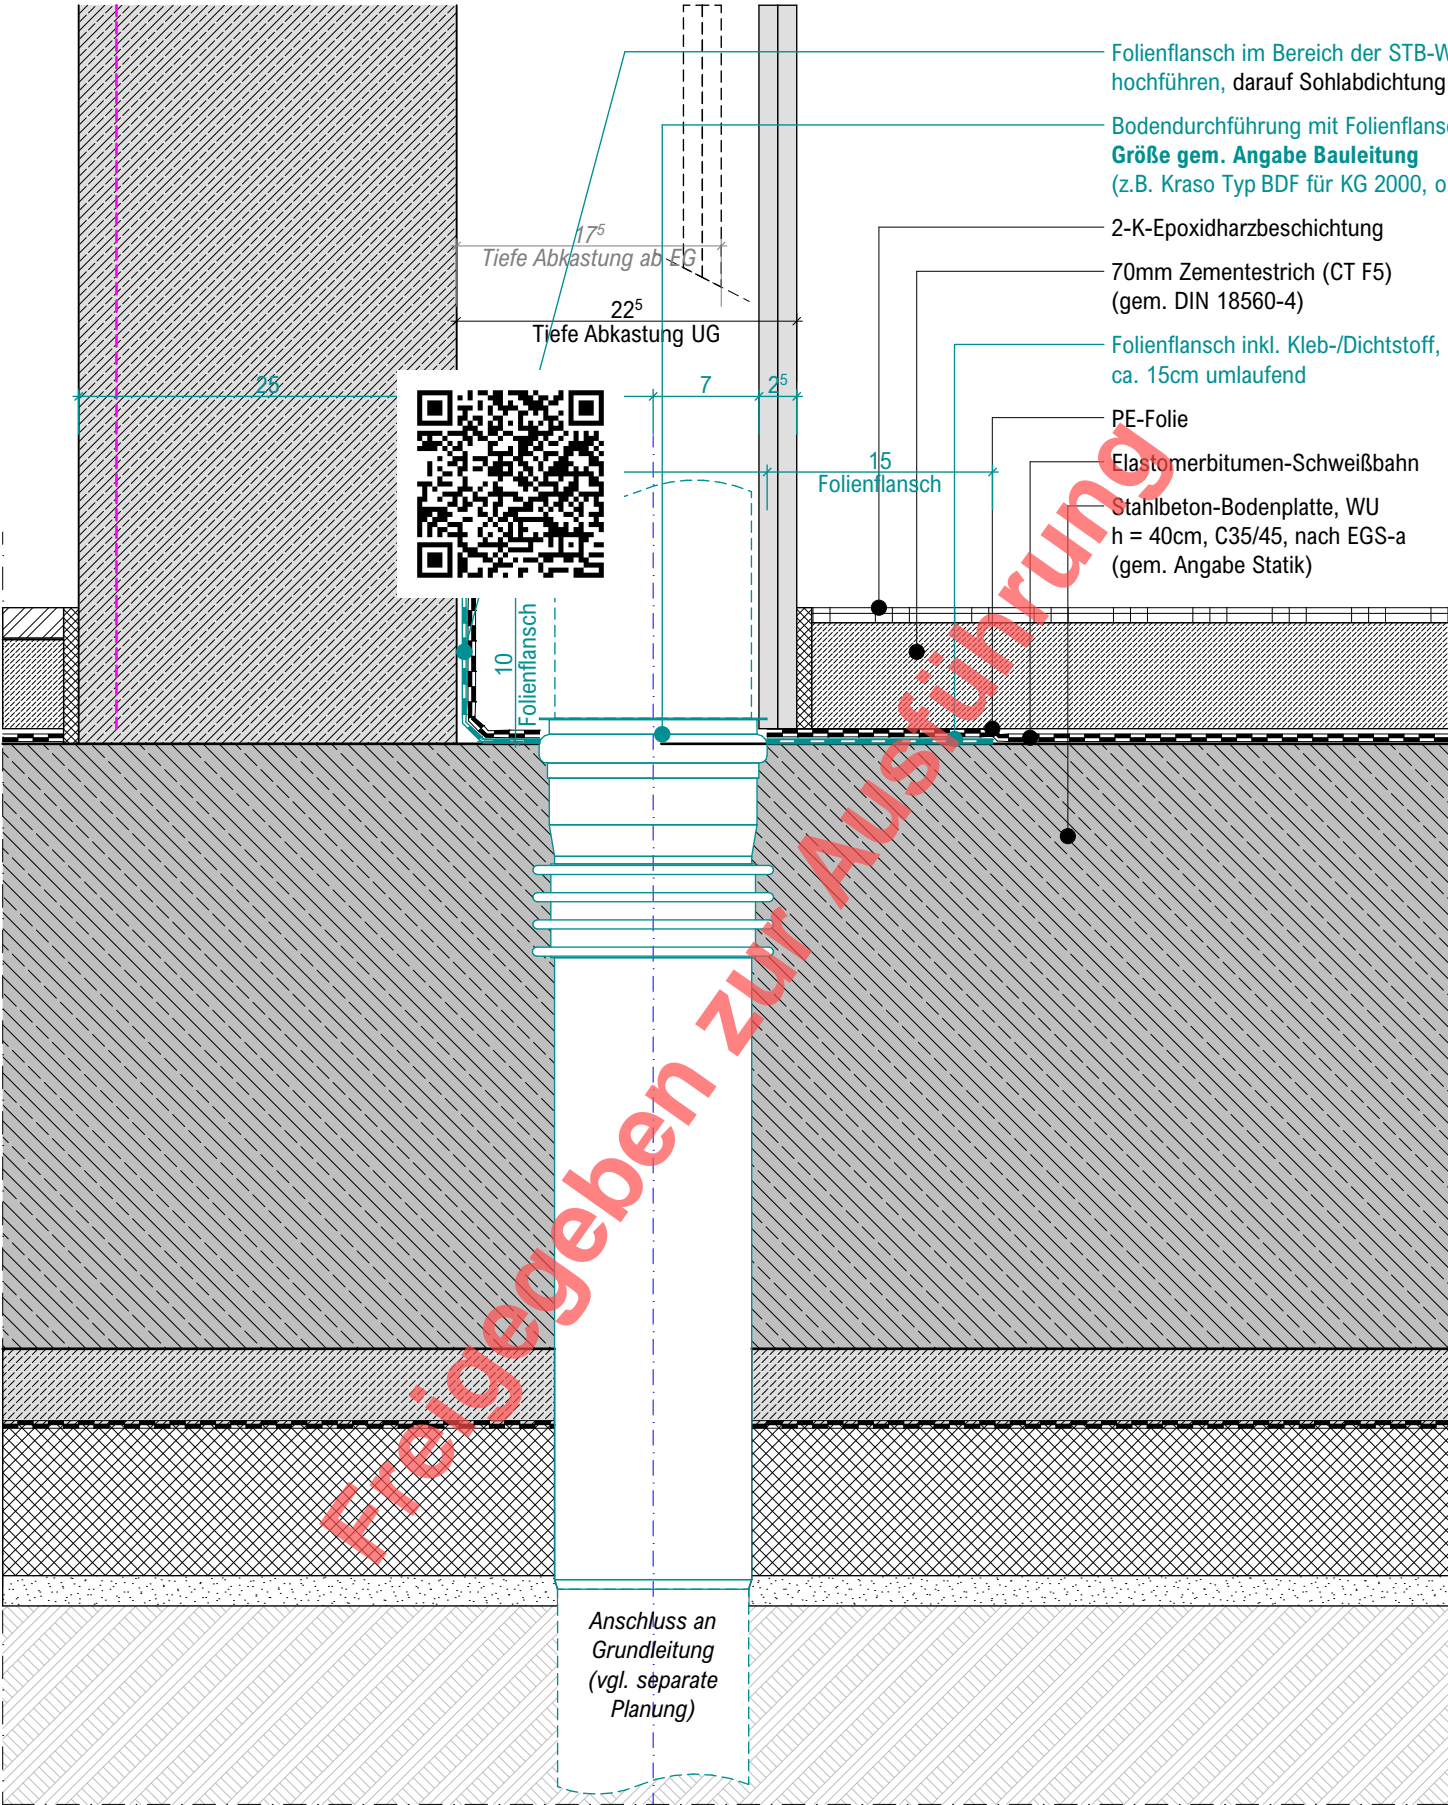 Folienflansch im Bereich der STB-W
hochführen, darauf Sohlabdichtung
Bodendurchführung mit Folienflansc
Größe gem. Angabe Bauleitung
(z.B. Kraso Typ BDF für KG 2000, o
2-K-Epoxidharzbeschichtung
70mm Zementestrich (CT F5)
(gem. DIN 18560-4)
Folienflansch inkl. Kleb-/Dichtstoff,
ca. 15cm umlaufend
PE-Folie
Elastomerbitumen-Schweißbahn
Stahlbeton-Bodenplatte, WU
h = 40cm, C35/45, nach EGS-a
(gem. Angabe Statik)
17⁵
Tiefe Abkastung ab EG
22⁵
Tiefe Abkastung UG
25
7
2⁵
15
Folienflansch
10
Folienflansch
Freigegeben zur Ausführung
Anschluss an
Grundleitung
(vgl. separate
Planung)